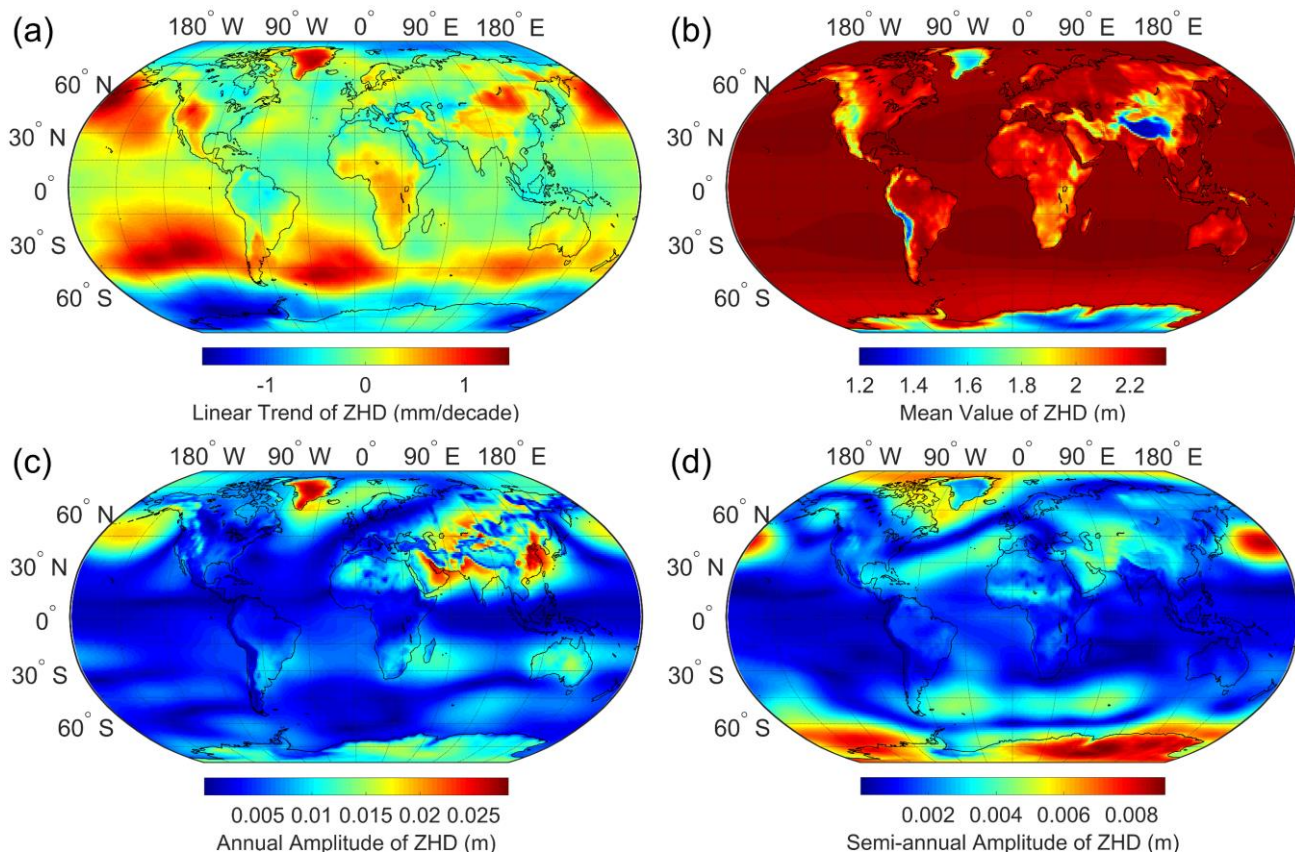 (a)
180° W 90° W 0° 90° E 180° E
60° N
30° N
0°
30° S
60° S
-1 0 1
Linear Trend of ZHD (mm/decade)
(b)
180° W 90° W 0° 90° E 180° E
60° N
30° N
0°
30° S
60° S
1.2 1.4 1.6 1.8 2 2.2
Mean Value of ZHD (m)
(c)
180° W 90° W 0° 90° E 180° E
60° N
30° N
0°
30° S
60° S
0.005 0.01 0.015 0.02 0.025
Annual Amplitude of ZHD (m)
(d)
180° W 90° W 0° 90° E 180° E
60° N
30° N
0°
30° S
60° S
0.002 0.004 0.006 0.008
Semi-annual Amplitude of ZHD (m)